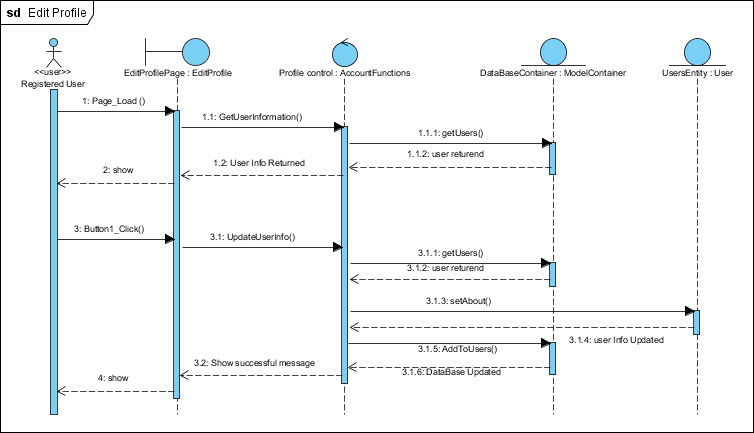 sd Edit Profile
<<user>>
Registered User
EditProfilePage : EditProfile
Profile control : AccountFunctions
DataBaseContainer : ModelContainer
UsersEntity : User
1: Page_Load ()
1.1: GetUserInformation()
1.1.1: getUsers()
1.1.2: user returend
1.2: User Info Returned
2: show
3: Button1_Click()
3.1: UpdateUserInfo()
3.1.1: getUsers()
3.1.2: user returend
3.1.3: setAbout()
3.1.4: user Info Updated
3.1.5: AddToUsers()
3.1.6: DataBase Updated
3.2: Show successful message
4: show